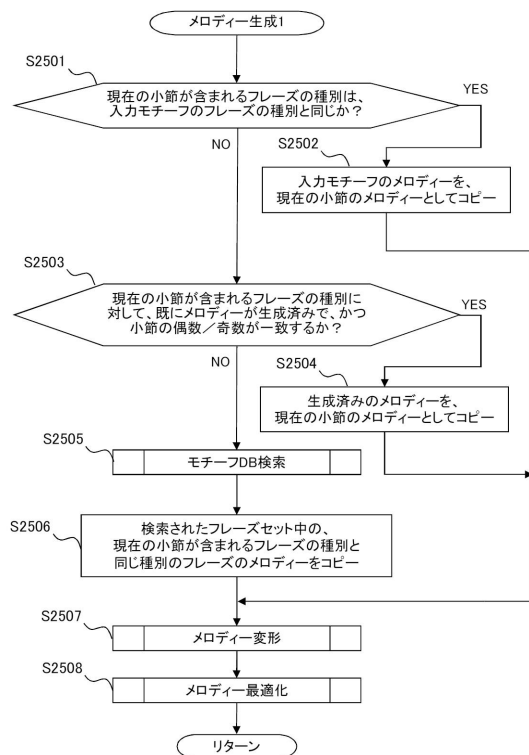 メロディー生成1
S2501
現在の小節が含まれるフレーズの種別は、
入力モチーフのフレーズの種別と同じか？
YES
NO
S2502
入力モチーフのメロディーを、
現在の小節のメロディーとしてコピー
S2503
現在の小節が含まれるフレーズの種別に
対して、既にメロディーが生成済みで、かつ
小節の偶数／奇数が一致するか？
YES
NO
S2504
生成済みのメロディーを、
現在の小節のメロディーとしてコピー
S2505
モチーフDB検索
S2506
検索されたフレーズセット中の、
現在の小節が含まれるフレーズの種別と
同じ種別のフレーズのメロディーをコピー
S2507
メロディー変形
S2508
メロディー最適化
リターン